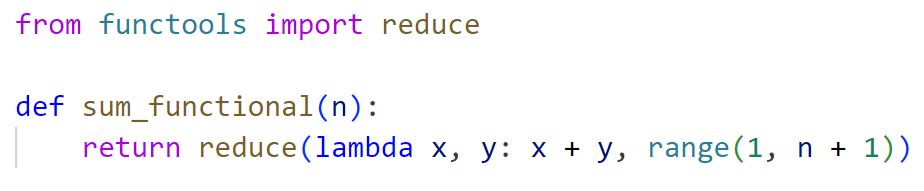 from functools import reduce

def sum_functional(n):
    return reduce(lambda x, y: x + y, range(1, n + 1))